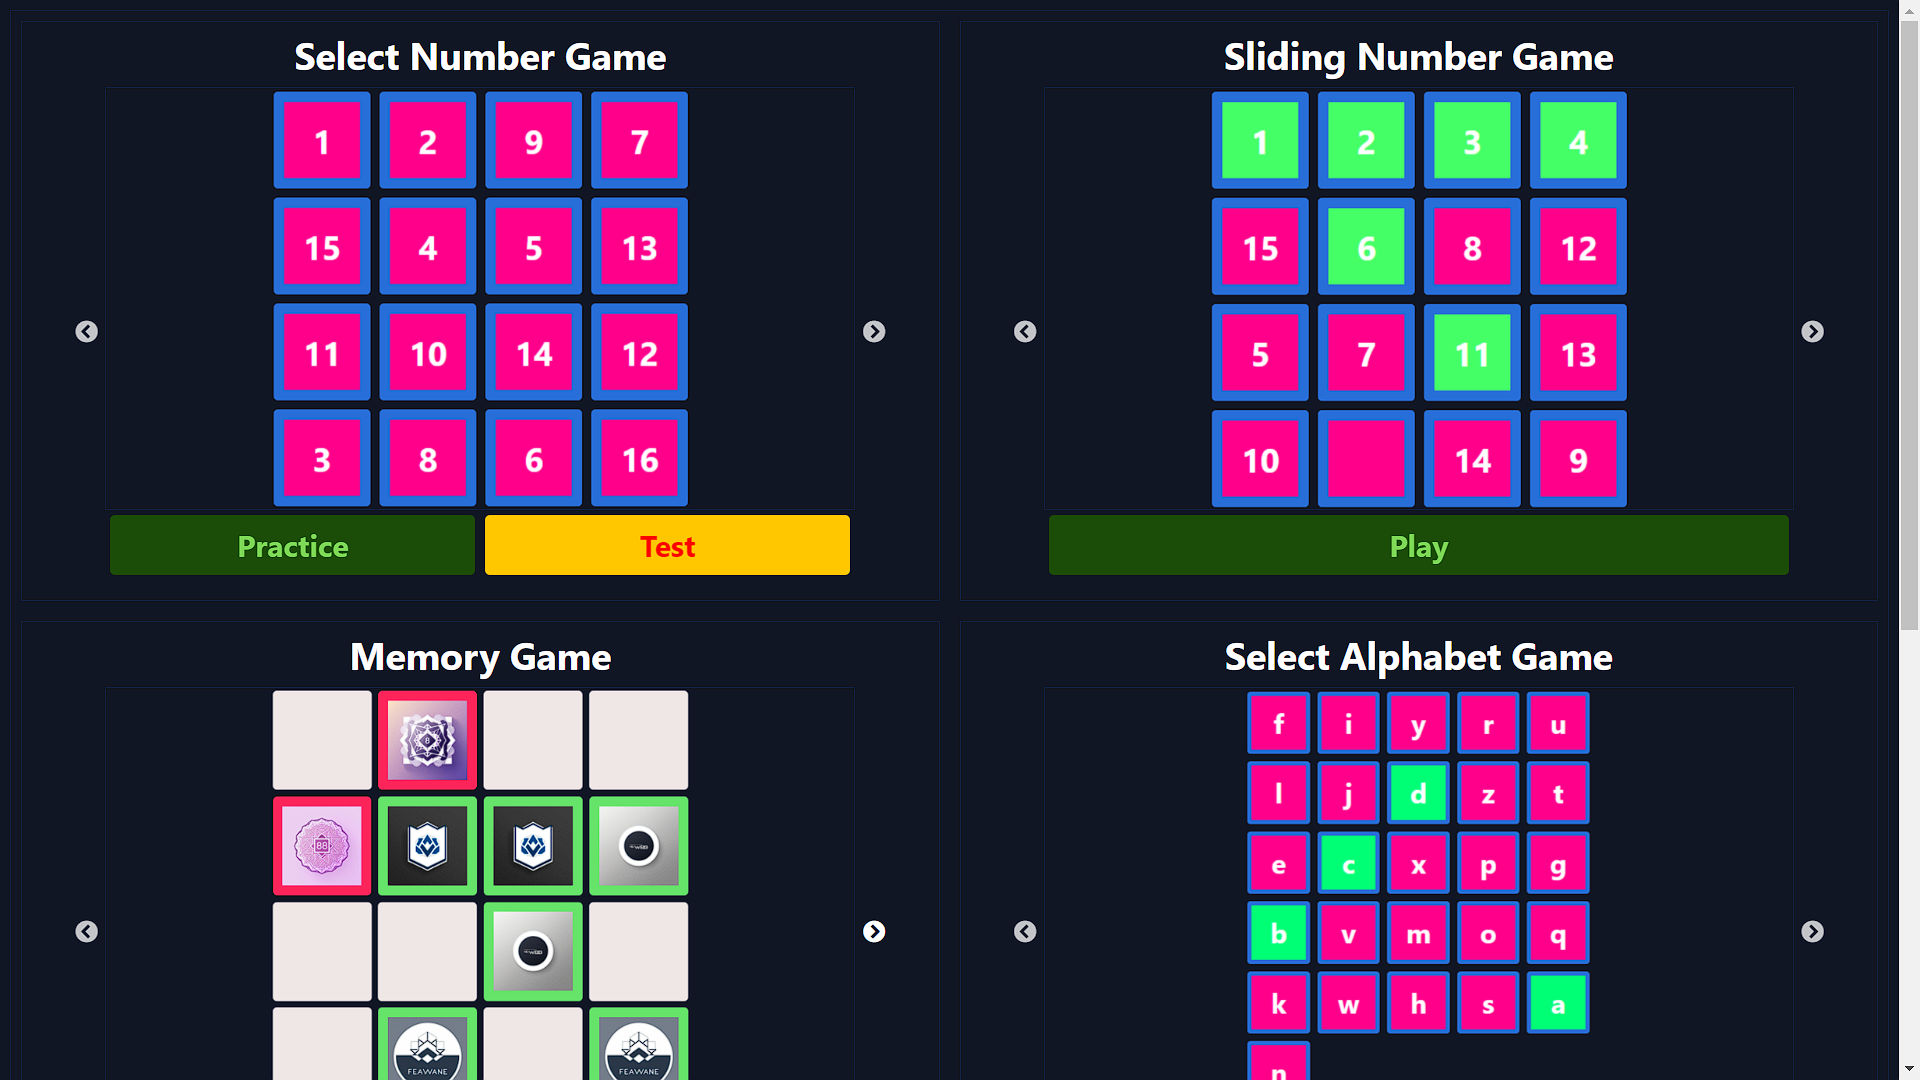 Select Number Game
1 2 9 7
15 4 5 13
11 10 14 12
3 8 6 16
Practice Test
Sliding Number Game
1 2 3 4
15 6 8 12
5 7 11 13
10 14 9
Play
Memory Game
8
88
FEAWANE FEAWANE
Select Alphabet Game
f i y r u
l j d z t
e c x p g
b v m o q
k w h s a
n